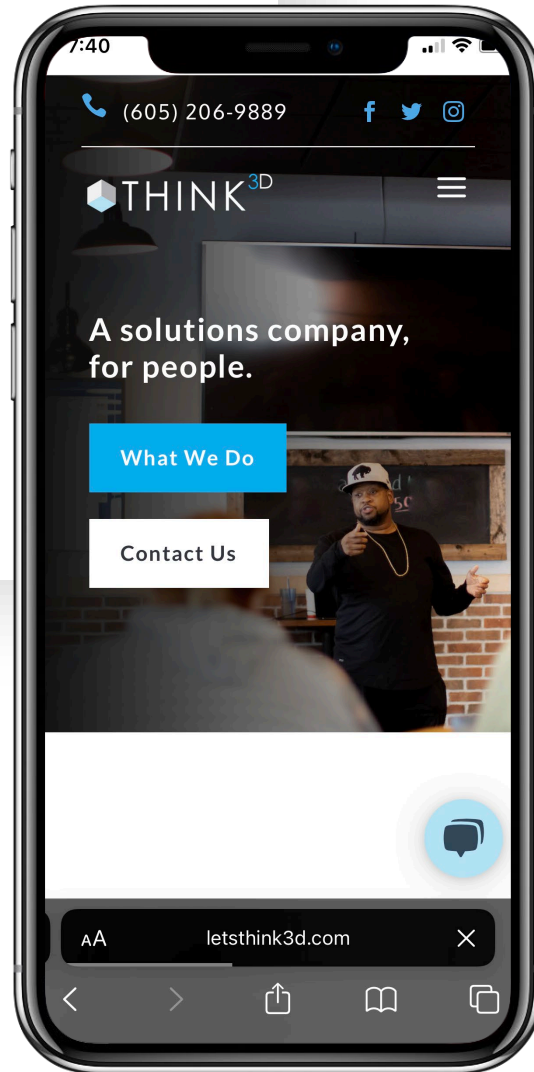 7:40
(605) 206-9889
THINK3D
A solutions company,
for people.
What We Do
Contact Us
AA
letsthink3d.com